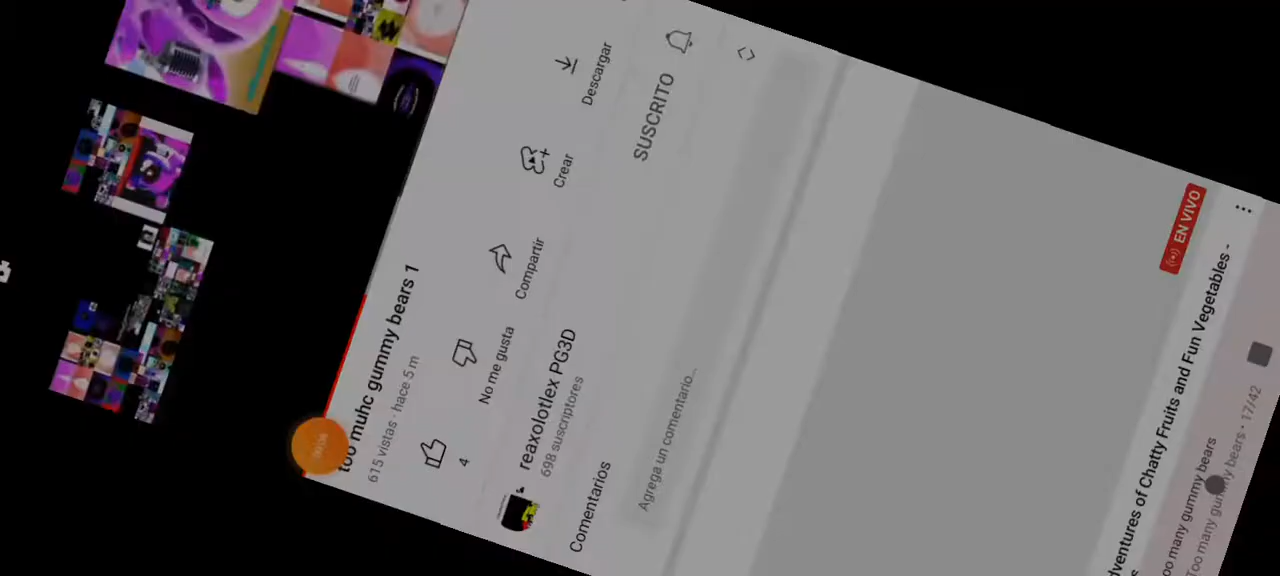 too muhc gummy bears 1
615 vistas · hace 5 m
4
No me gusta
Compartir
Crear
Descargar
reaxolotlex PG3D
698 suscriptores
SUSCRITO
Comentarios
Agrega un comentario...
EN VIVO
dventures of Chatty Fruits and Fun Vegetables -
oo many gummy bears
Too many gummy bears • 17/42